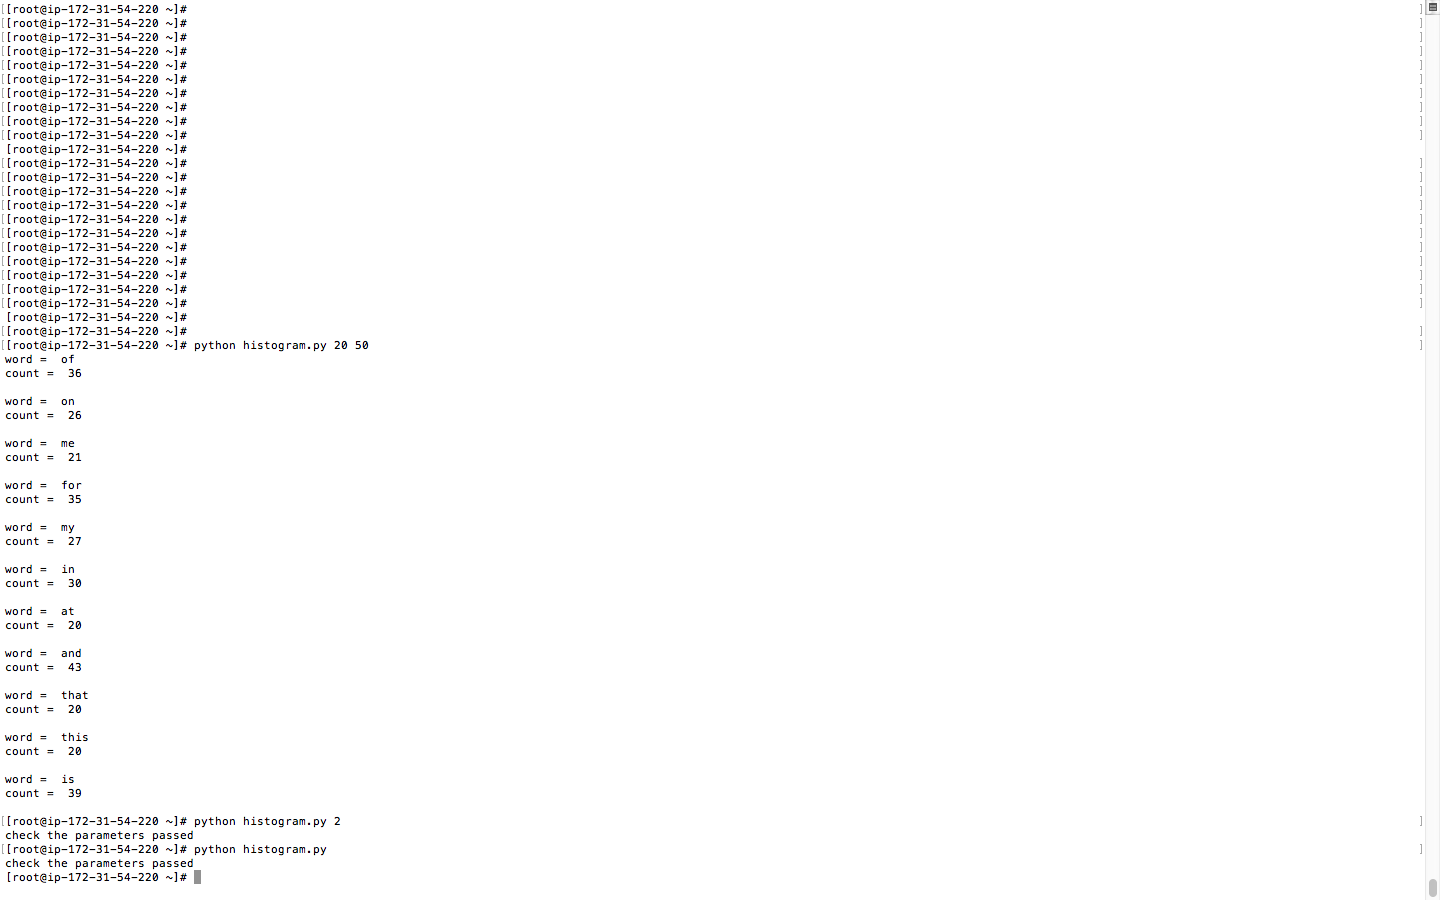 [[root@ip-172-31-54-220 ~]# ]
[[root@ip-172-31-54-220 ~]# ]
[[root@ip-172-31-54-220 ~]# ]
[[root@ip-172-31-54-220 ~]# ]
[[root@ip-172-31-54-220 ~]# ]
[[root@ip-172-31-54-220 ~]# ]
[[root@ip-172-31-54-220 ~]# ]
[[root@ip-172-31-54-220 ~]# ]
[[root@ip-172-31-54-220 ~]# ]
[[root@ip-172-31-54-220 ~]# ]
[root@ip-172-31-54-220 ~]#
[[root@ip-172-31-54-220 ~]# ]
[[root@ip-172-31-54-220 ~]# ]
[[root@ip-172-31-54-220 ~]# ]
[[root@ip-172-31-54-220 ~]# ]
[[root@ip-172-31-54-220 ~]# ]
[[root@ip-172-31-54-220 ~]# ]
[[root@ip-172-31-54-220 ~]# ]
[[root@ip-172-31-54-220 ~]# ]
[[root@ip-172-31-54-220 ~]# ]
[[root@ip-172-31-54-220 ~]# ]
[[root@ip-172-31-54-220 ~]# ]
[root@ip-172-31-54-220 ~]#
[[root@ip-172-31-54-220 ~]# ]
[[root@ip-172-31-54-220 ~]# python histogram.py 20 50 ]
word =  of
count =  36
word =  on
count =  26
word =  me
count =  21
word =  for
count =  35
word =  my
count =  27
word =  in
count =  30
word =  at
count =  20
word =  and
count =  43
word =  that
count =  20
word =  this
count =  20
word =  is
count =  39
[[root@ip-172-31-54-220 ~]# python histogram.py 2 ]
check the parameters passed
[[root@ip-172-31-54-220 ~]# python histogram.py ]
check the parameters passed
[root@ip-172-31-54-220 ~]#